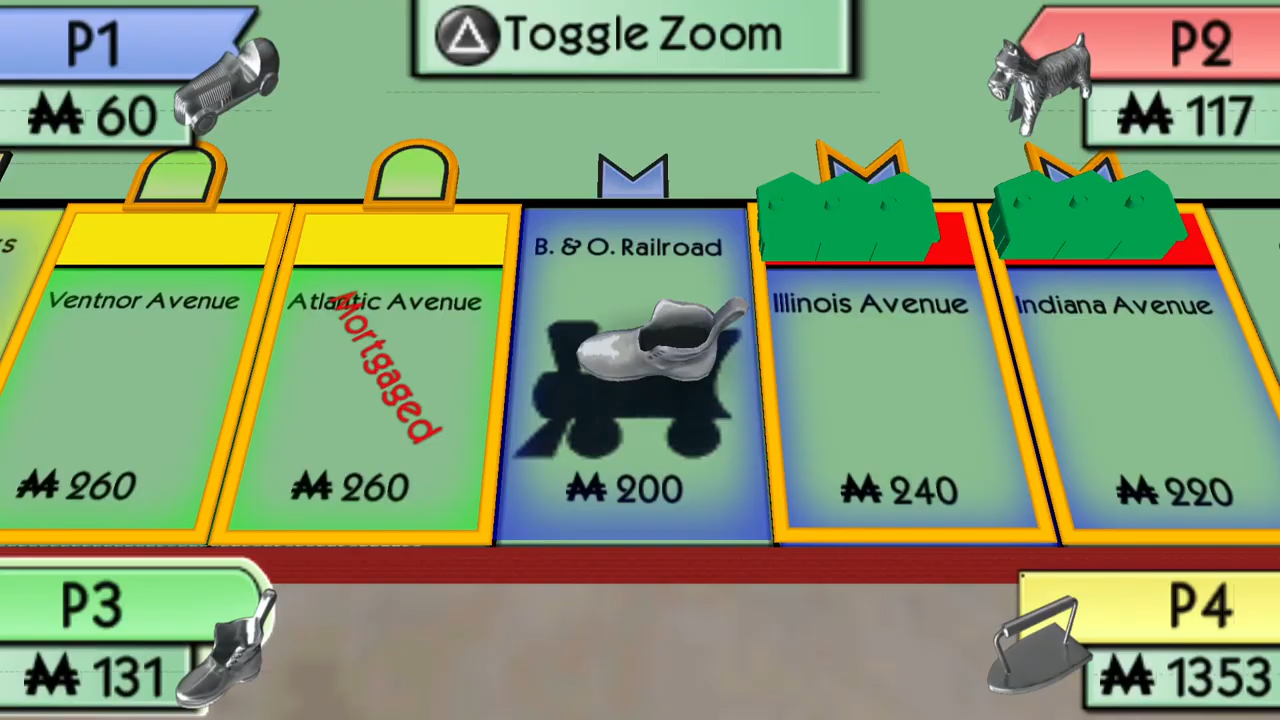 P1
60
Toggle Zoom
P2
117
Ventnor Avenue
260
Atlantic Avenue
Mortgaged
260
B. & O. Railroad
200
Illinois Avenue
240
Indiana Avenue
220
P3
131
P4
1353